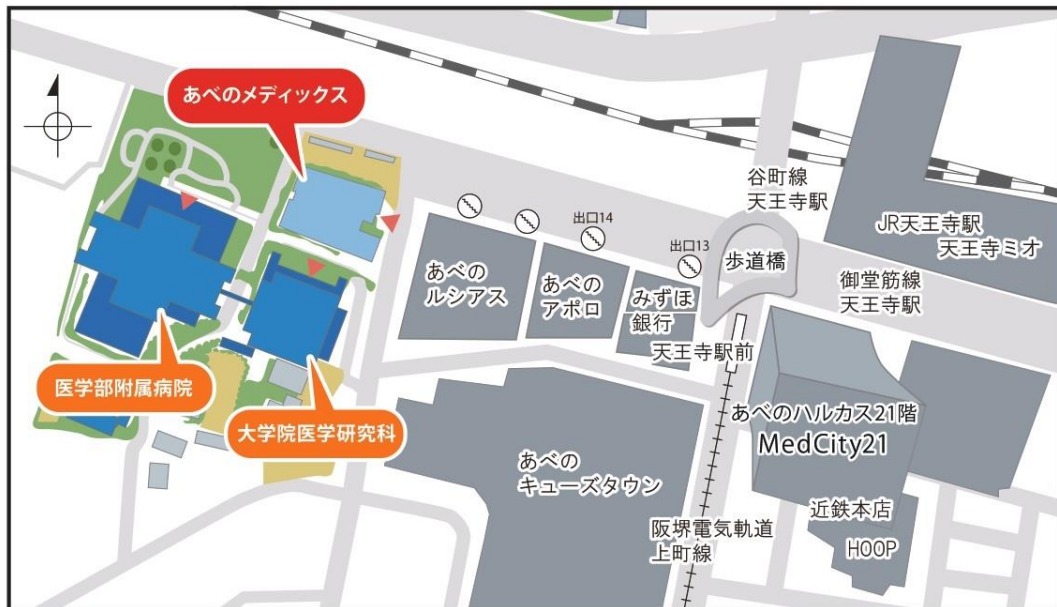 あべのメディックス
谷町線
天王寺駅
JR天王寺駅
天王寺ミオ
出口14
出口13
歩道橋
御堂筋線
天王寺駅
あべの
ルシアス
あべの
アポロ
みずほ
銀行
天王寺駅前
医学部附属病院
大学院医学研究科
あべのハルカス21階
MedCity21
あべの
キューズタウン
近鉄本店
HOOP
阪堺電気軌道
上町線